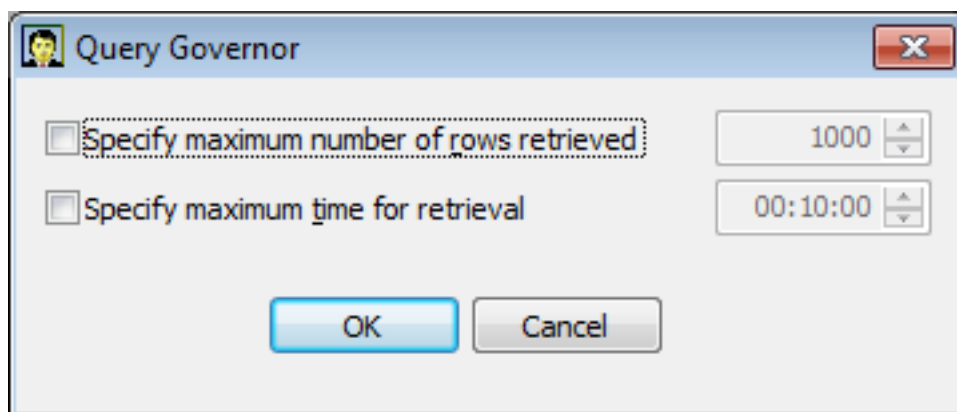 Query Governor
Specify maximum number of rows retrieved 1000
Specify maximum time for retrieval 00:10:00
OK Cancel